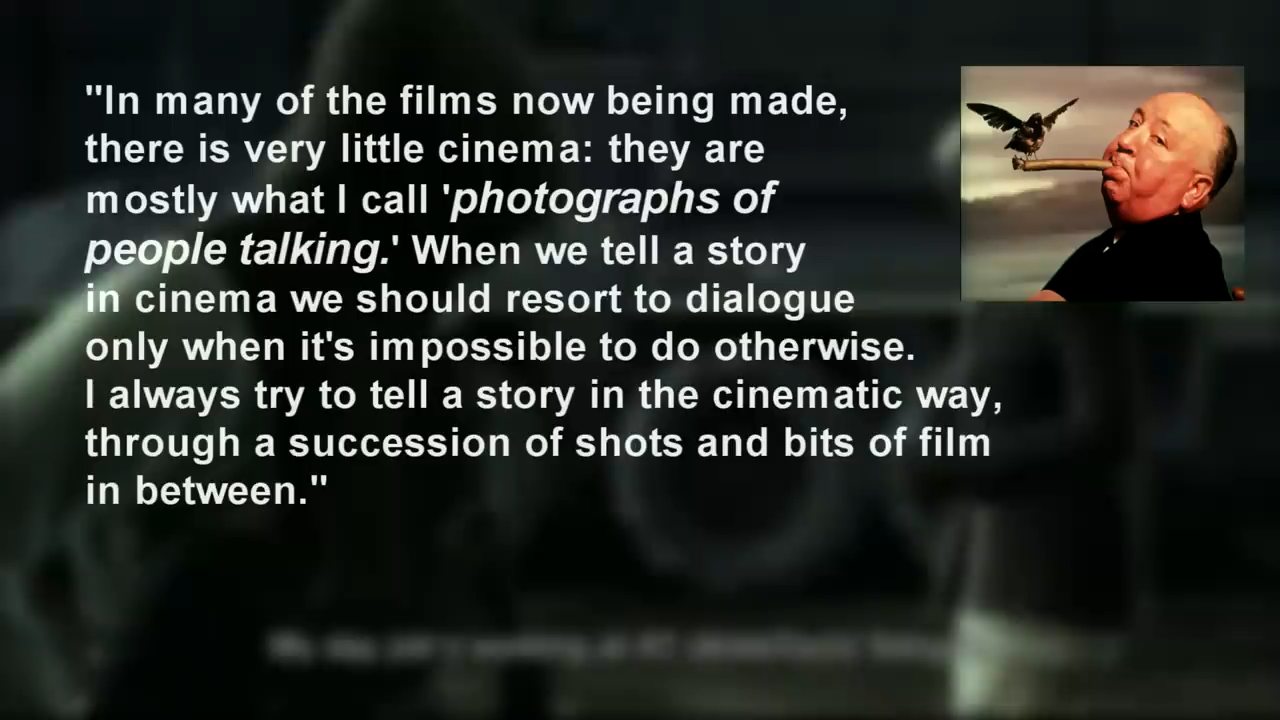 "In many of the films now being made,
there is very little cinema: they are
mostly what I call 'photographs of
people talking.' When we tell a story
in cinema we should resort to dialogue
only when it's impossible to do otherwise.
I always try to tell a story in the cinematic way,
through a succession of shots and bits of film
in between."